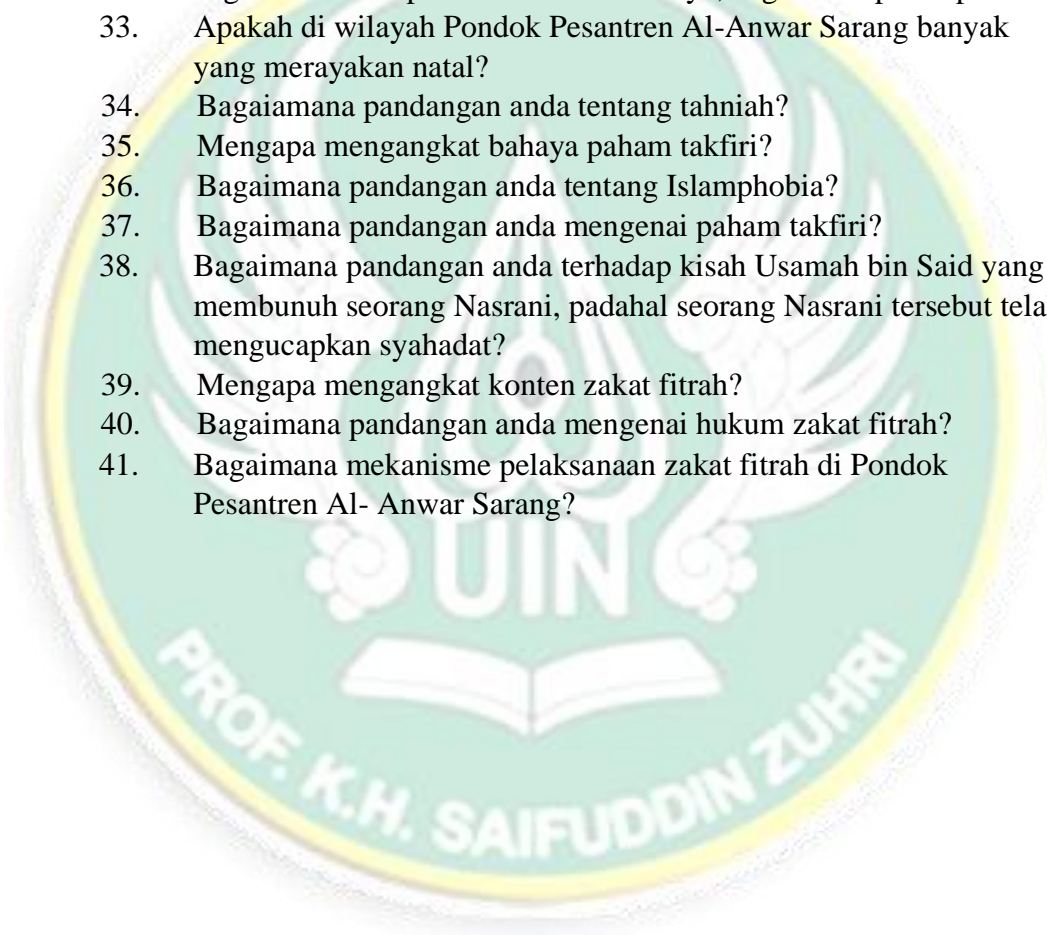 33. Apakah di wilayah Pondok Pesantren Al-Anwar Sarang banyak
yang merayakan natal?
34. Bagaiamana pandangan anda tentang tahniah?
35. Mengapa mengangkat bahaya paham takfiri?
36. Bagaimana pandangan anda tentang Islamphobia?
37. Bagaimana pandangan anda mengenai paham takfiri?
38. Bagaimana pandangan anda terhadap kisah Usamah bin Said yang
membunuh seorang Nasrani, padahal seorang Nasrani tersebut tela
mengucapkan syahadat?
39. Mengapa mengangkat konten zakat fitrah?
40. Bagaimana pandangan anda mengenai hukum zakat fitrah?
41. Bagaimana mekanisme pelaksanaan zakat fitrah di Pondok
Pesantren Al- Anwar Sarang?
UIN
PROF. K.H. SAIFUDDIN ZUHRI